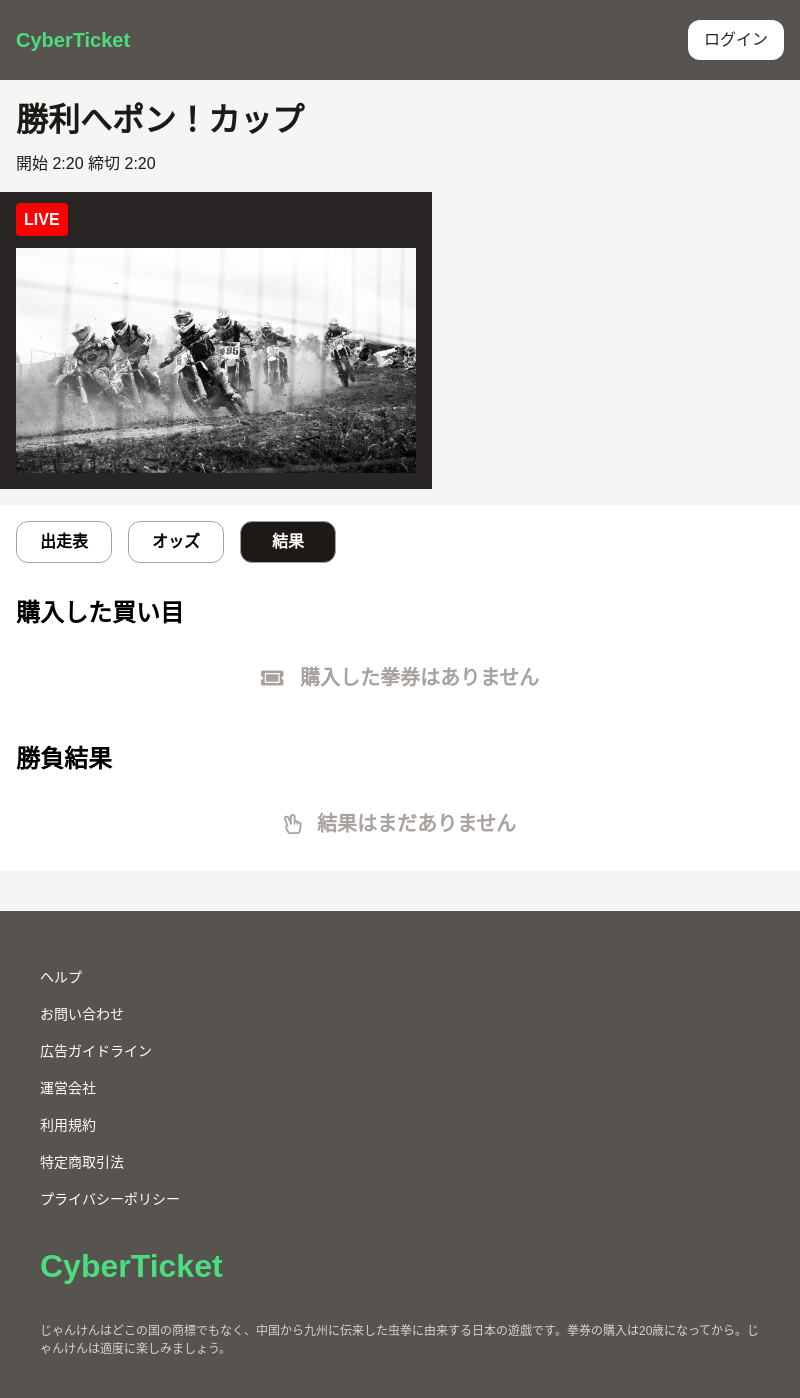 CyberTicket
ログイン
勝利へポン！カップ
開始 2:20 締切 2:20
LIVE
95
出走表
オッズ
結果
購入した買い目
購入した拳券はありません
勝負結果
結果はまだありません
ヘルプ
お問い合わせ
広告ガイドライン
運営会社
利用規約
特定商取引法
プライバシーポリシー
CyberTicket
じゃんけんはどこの国の商標でもなく、中国から九州に伝来した虫拳に由来する日本の遊戯です。拳券の購入は20歳になってから。じ
ゃんけんは適度に楽しみましょう。